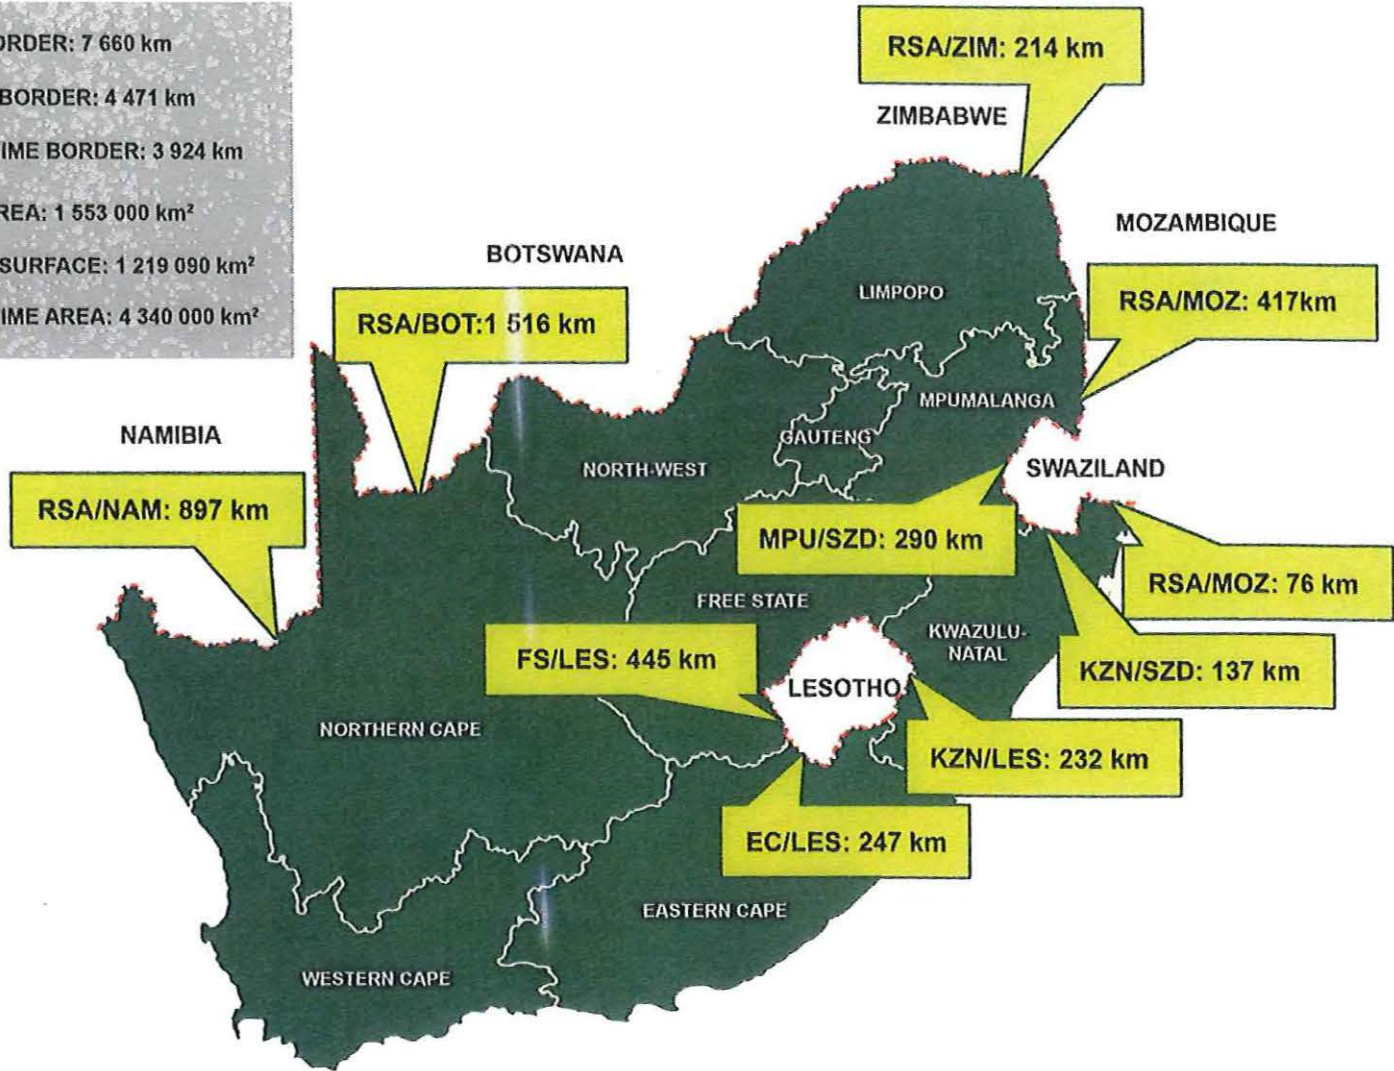 ORDER: 7 660 km
BORDER: 4 471 km
IME BORDER: 3 924 km
REA: 1 553 000 km²
SURFACE: 1 219 090 km²
IME AREA: 4 340 000 km²
RSA/ZIM: 214 km
ZIMBABWE
MOZAMBIQUE
BOTSWANA
RSA/MOZ: 417km
LIMPOPO
RSA/BOT:1 516 km
MPUMALANGA
NAMIBIA
GAUTENG
NORTH-WEST
SWAZILAND
RSA/NAM: 897 km
MPU/SZD: 290 km
RSA/MOZ: 76 km
FREE STATE
KWAZULU-
NATAL
FS/LES: 445 km
KZN/SZD: 137 km
LESOTHO
NORTHERN CAPE
KZN/LES: 232 km
EC/LES: 247 km
EASTERN CAPE
WESTERN CAPE